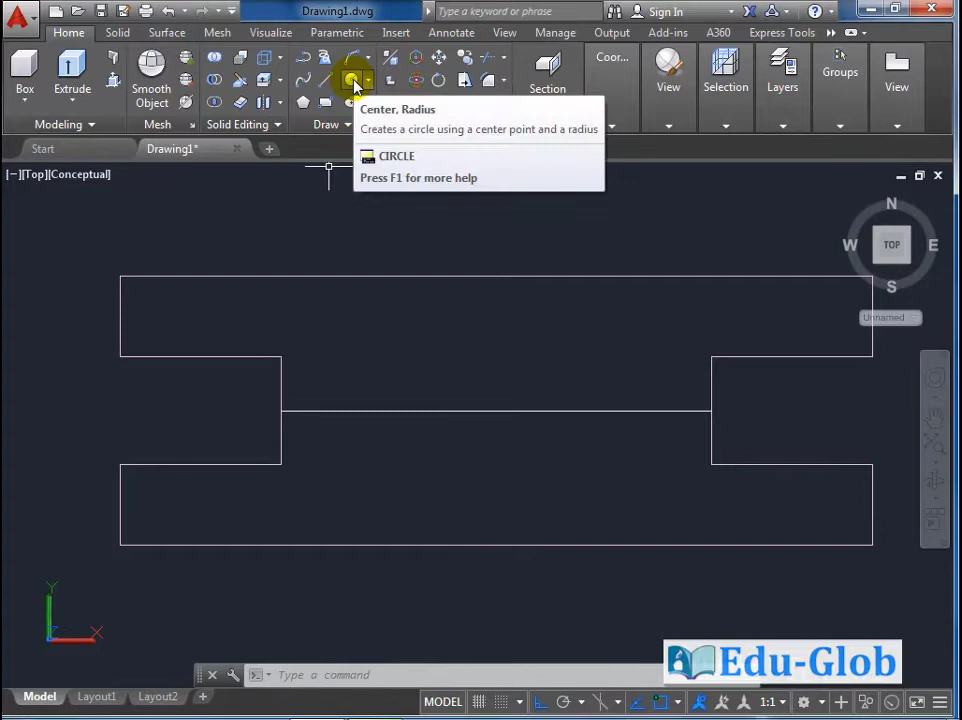 Drawing1.dwg
Type a keyword or phrase
Sign In
Home Solid Surface Mesh Visualize Parametric Insert Annotate View Manage Output Add-ins A360 Express Tools
Box
Extrude
Smooth
Object
Section
Coor...
View
Selection
Layers
Groups
View
Modeling Mesh Solid Editing Draw
Center, Radius
Creates a circle using a center point and a radius
CIRCLE
Press F1 for more help
Start Drawing1*
[−][Top][Conceptual]
N
W TOP E
S
Unnamed
Y
X
Edu-Glob
Type a command
Model Layout1 Layout2
MODEL 1:1